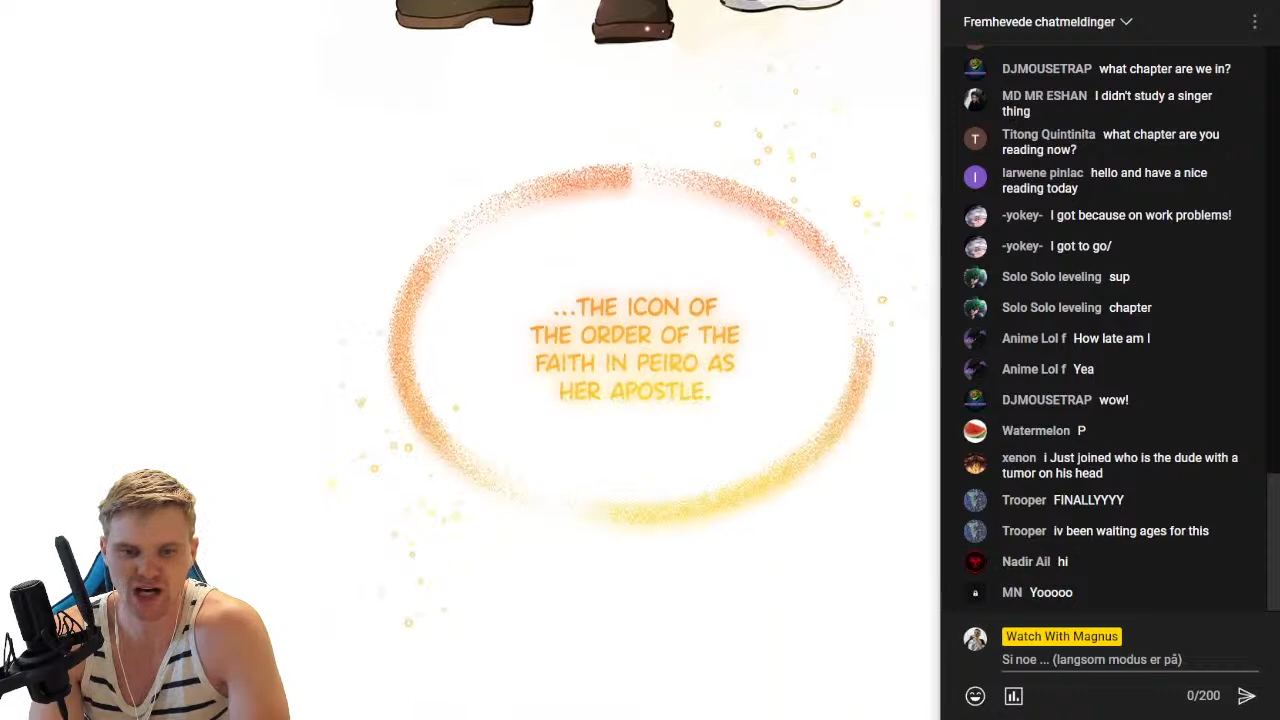 ...THE ICON OF
THE ORDER OF THE
FAITH IN PEIRO AS
HER APOSTLE.
Fremhevede chatmeldinger
DJMOUSETRAP what chapter are we in?
MD MR ESHAN I didn't study a singer
thing
T
Titong Quintinita what chapter are you
reading now?
I
Iarwene pinlac hello and have a nice
reading today
-yokey- I got because on work problems!
-yokey- I got to go/
Solo Solo leveling sup
Solo Solo leveling chapter
Anime Lol f How late am I
Anime Lol f Yea
DJMOUSETRAP wow!
Watermelon P
xenon i Just joined who is the dude with a
tumor on his head
Trooper FINALLYYYY
Trooper iv been waiting ages for this
Nadir Ail hi
MN Yooooo
Watch With Magnus
Si noe ... (langsom modus er på)
0/200